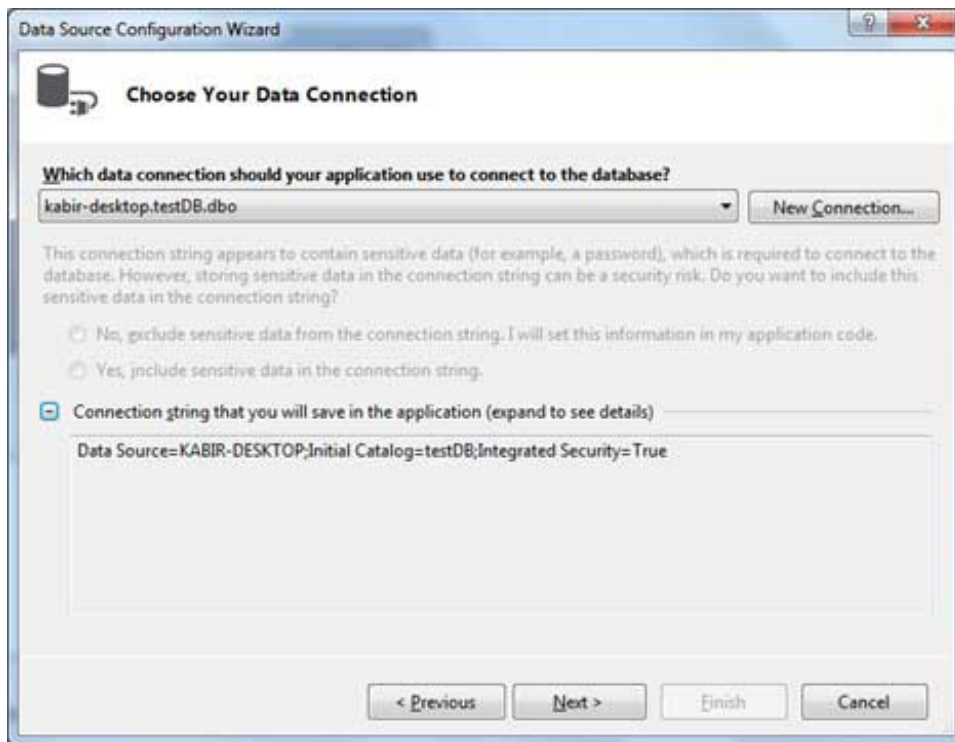 Data Source Configuration Wizard
Choose Your Data Connection
Which data connection should your application use to connect to the database?
kabir-desktop.testDB.dbo
New Connection...
This connection string appears to contain sensitive data (for example, a password), which is required to connect to the
database. However, storing sensitive data in the connection string can be a security risk. Do you want to include this
sensitive data in the connection string?
No, exclude sensitive data from the connection string. I will set this information in my application code.
Yes, include sensitive data in the connection string.
Connection string that you will save in the application (expand to see details)
Data Source=KABIR-DESKTOP;Initial Catalog=testDB;Integrated Security=True
< Previous
Next >
Finish
Cancel